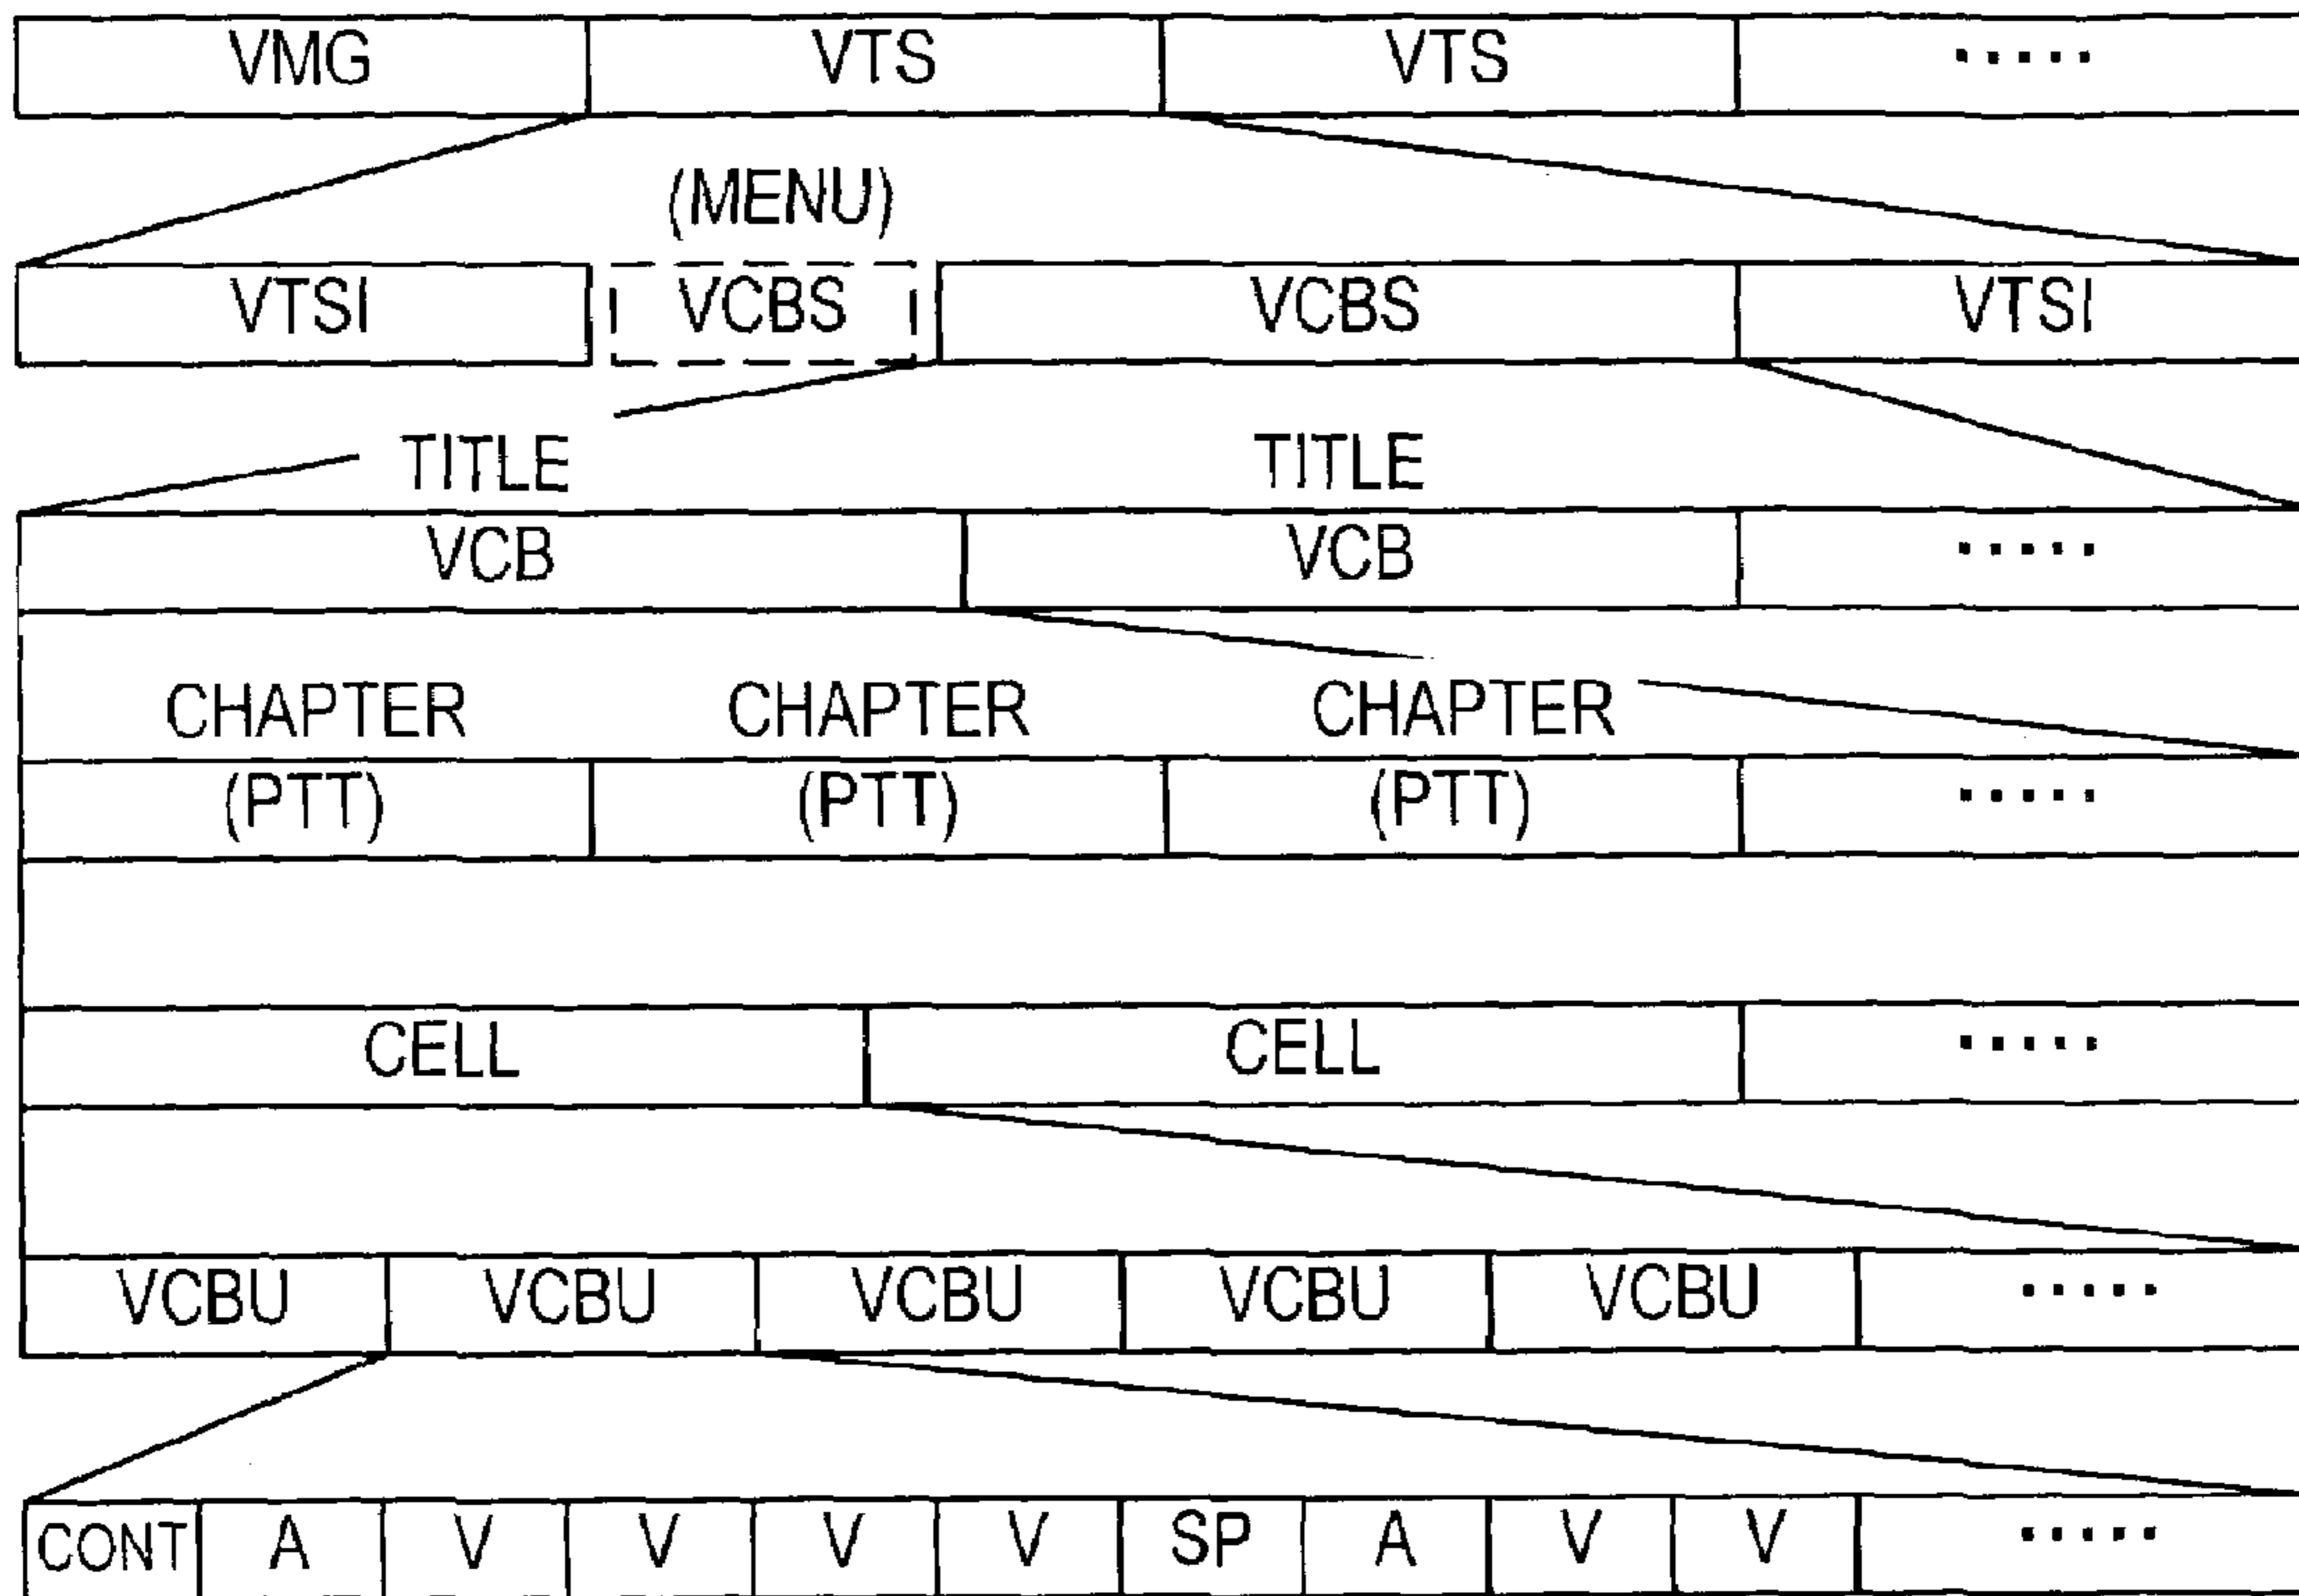 VMG VTS VTS .....
(MENU)
VTSI VCBS VCBS VTSI
TITLE TITLE
VCB VCB .....
CHAPTER CHAPTER CHAPTER
(PTT) (PTT) (PTT) .....
CELL CELL .....
VCBU VCBU VCBU VCBU VCBU .....
CONT A V V V V SP A V V .....